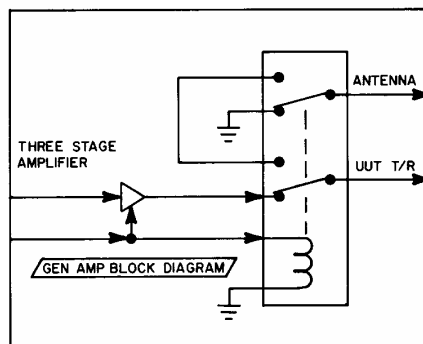 ANTENNA
THREE STAGE
AMPLIFIER
UUT T/R
GEN AMP BLOCK DIAGRAM